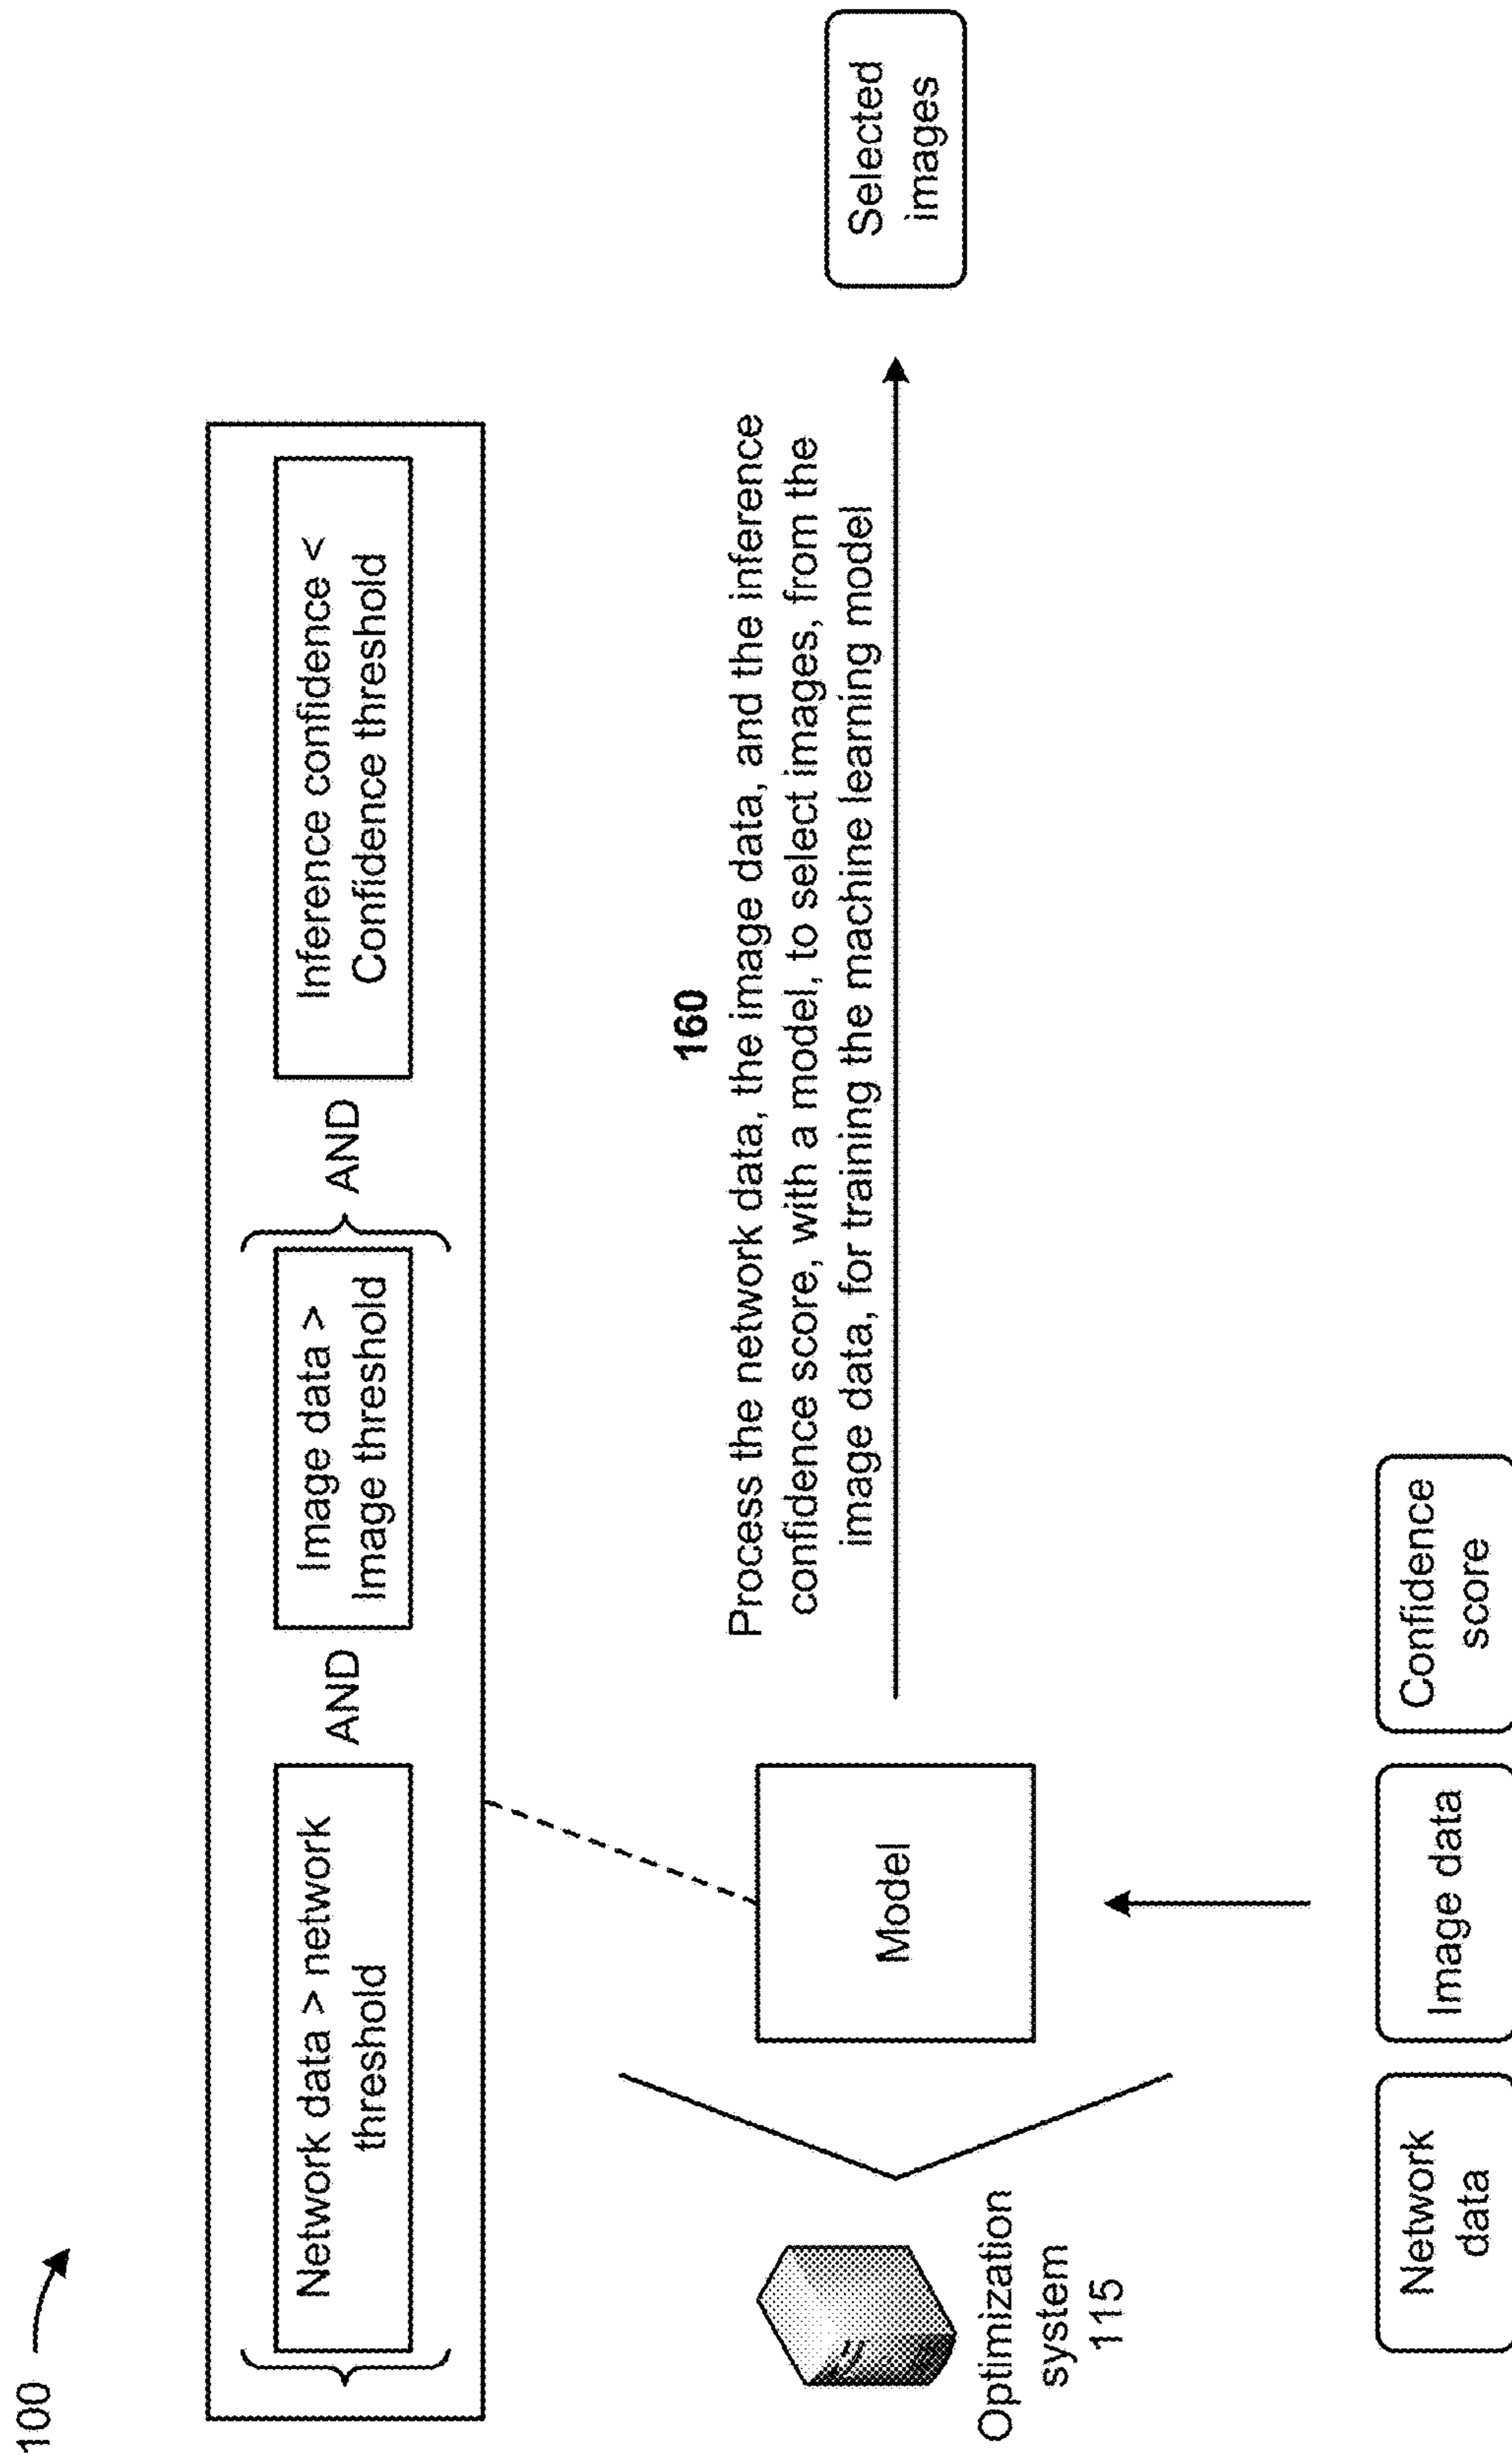 100
Network data > network
threshold
AND
Image data >
Image threshold
AND
Inference confidence <
Confidence threshold
160
Process the network data, the image data, and the inference
confidence score, with a model, to select images, from the
image data, for training the machine learning model
Optimization
system
115
Model
Selected
images
Network
data
Image data
Confidence
score